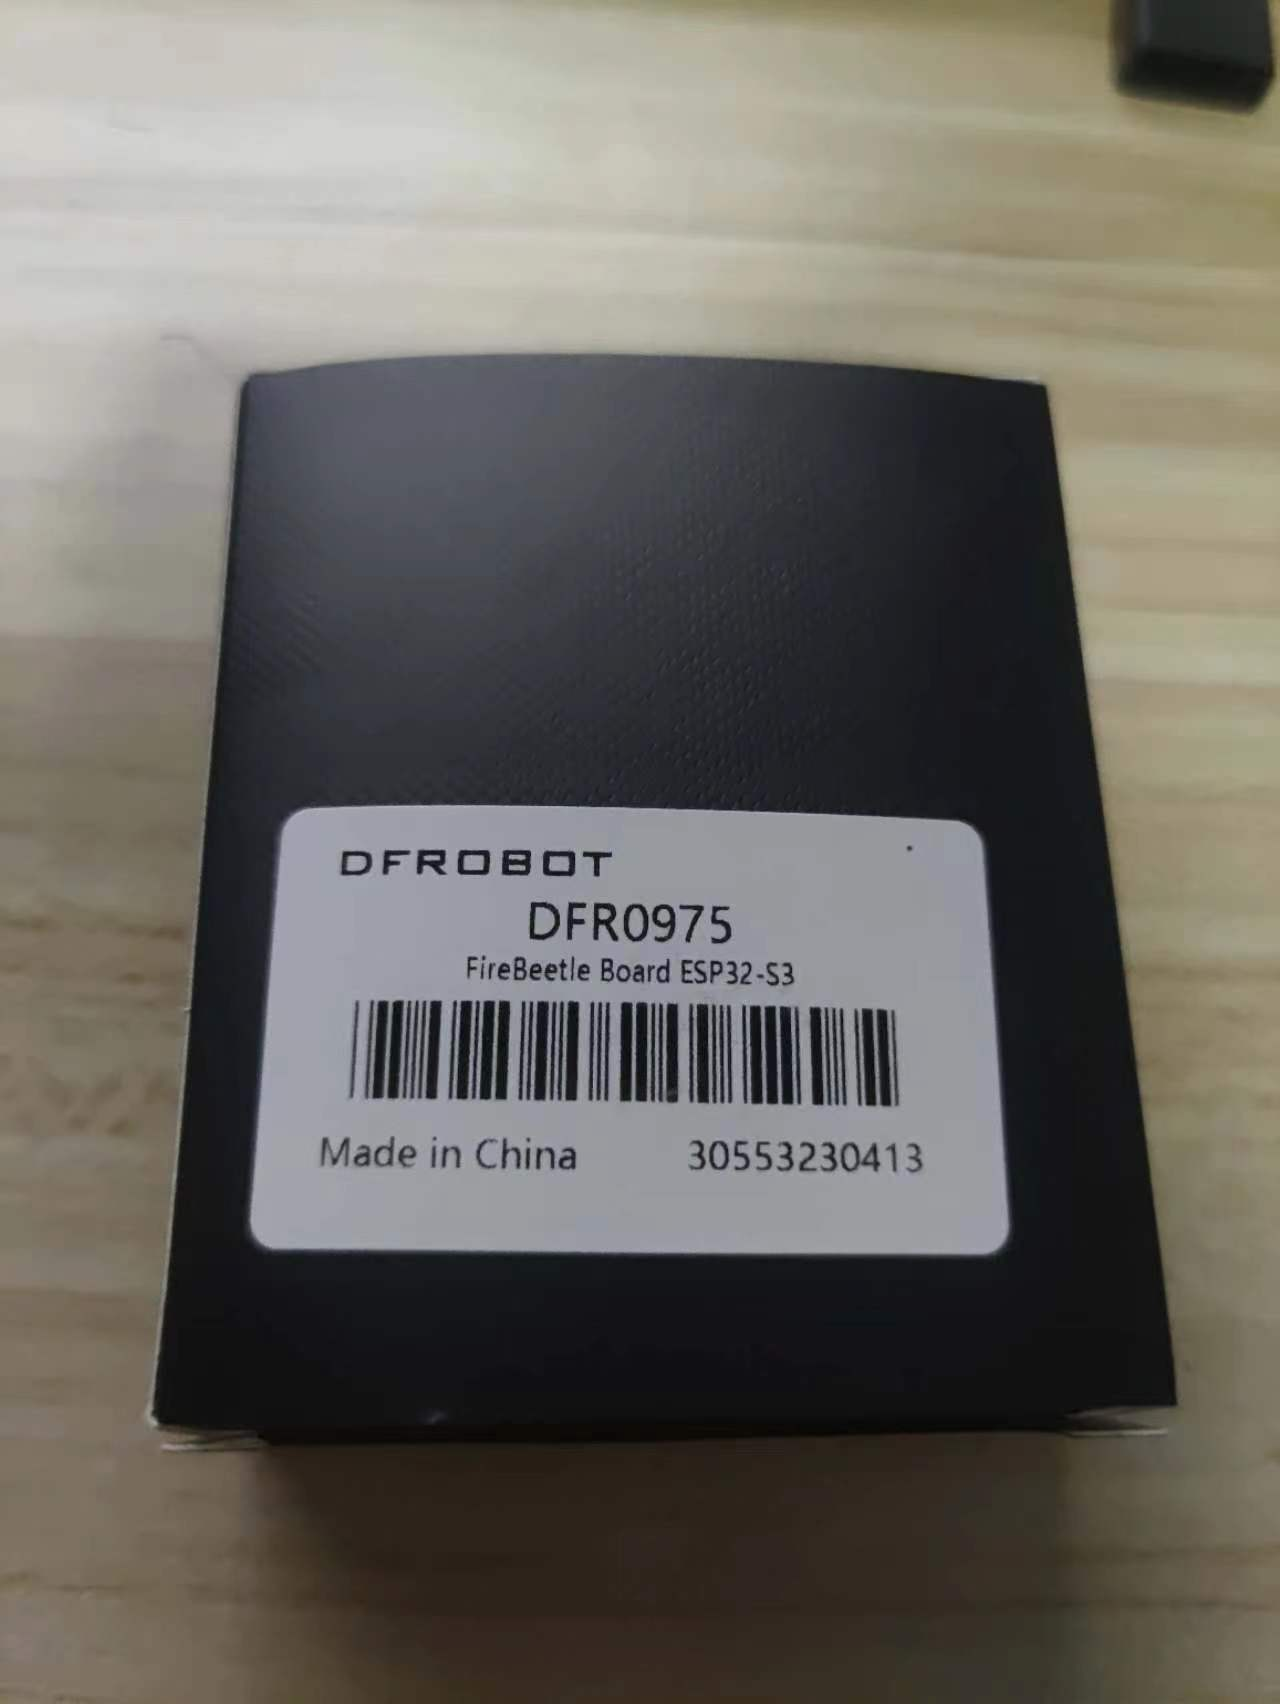 DFROBOT
DFR0975
FireBeetle Board ESP32-S3
Made in China 30553230413